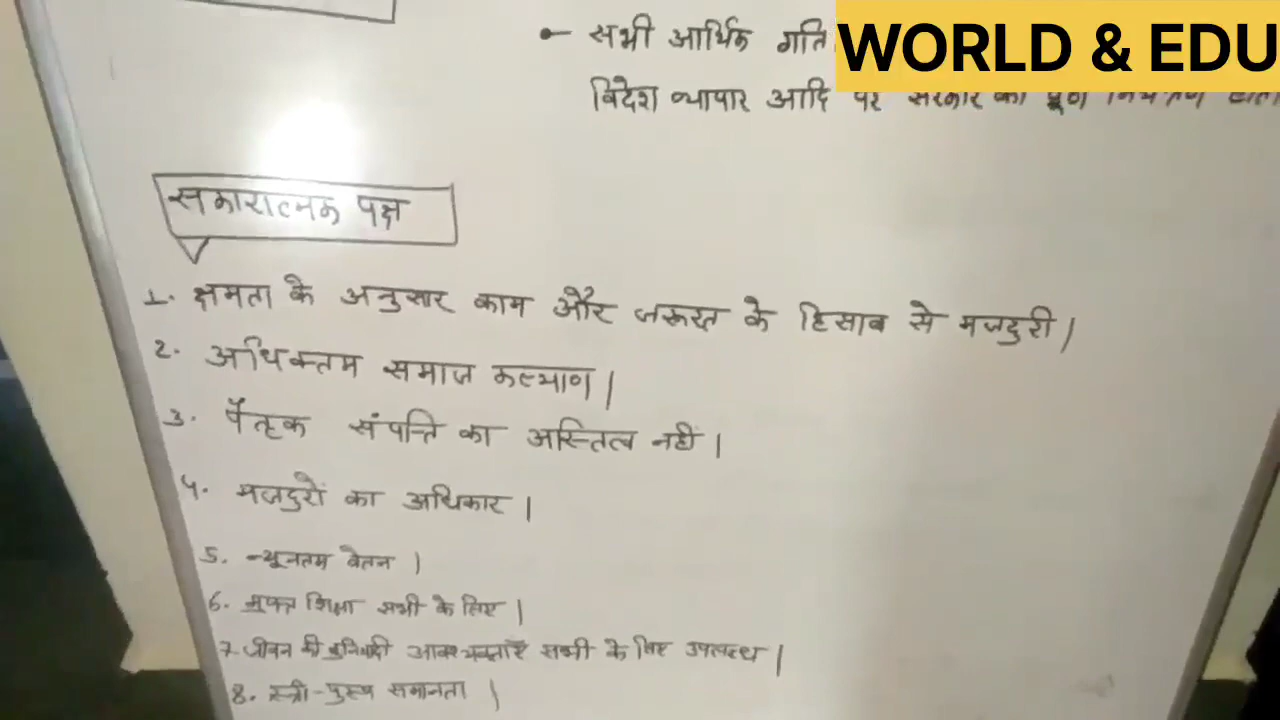 • सभी आर्थिक गति
WORLD & EDU
विदेश व्यापार आदि पर सरकार का पूर्ण
सकारात्मक पक्ष
1. क्षमता के अनुसार काम और जरूरत के हिसाब से मजदुरी |
2. अधिक्तम समाज कल्याण |
3. पैतृक संपत्ति का अस्तित्व नहीं |
4. मजदुरों का अधिकार |
5. न्यूनतम वेतन |
6. मुफ्त शिक्षा सभी के लिए |
7. जीवन की बुनियादी आवश्यक्ताएँ सभी के लिए उपलब्ध |
8. स्त्री-पुरुष समानता |